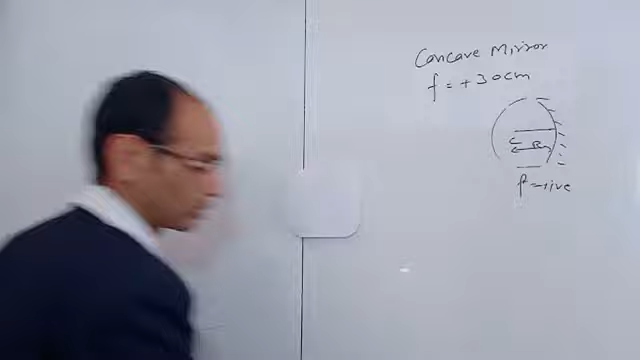 Concave Mirror
f = +30cm
C
R
f = +ive